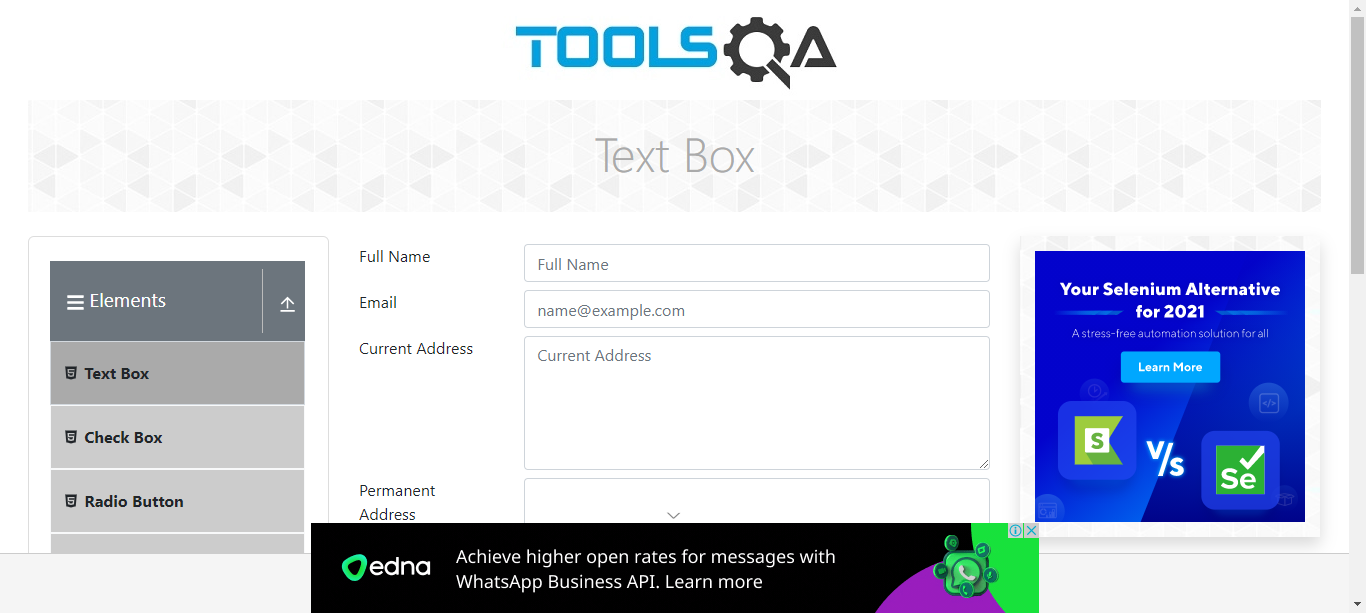 TOOLSQA
Text Box
Elements
Text Box
Check Box
Radio Button
Full Name
Full Name
Email
name@example.com
Current Address
Current Address
Permanent
Address
Your Selenium Alternative
for 2021
A stress-free automation solution for all
Learn More
S
V/s
Se
edna
Achieve higher open rates for messages with
WhatsApp Business API. Learn more